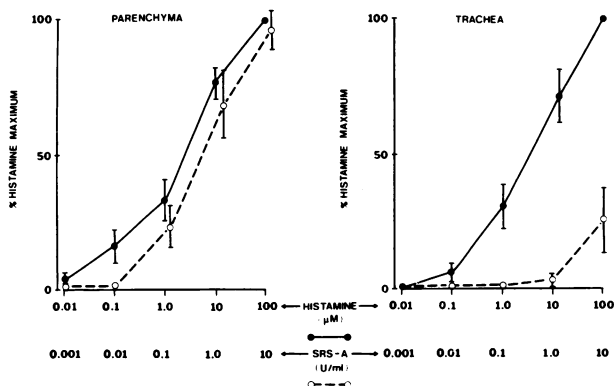 PARENCHYMA
TRACHEA
100
50
0
% HISTAMINE MAXIMUM
100
50
0
% HISTAMINE MAXIMUM
0.01 0.1 1.0 10 100 HISTAMINE 0.01 0.1 1.0 10 100
(μM)
0.001 0.01 0.1 1.0 10 SRS-A 0.001 0.01 0.1 1.0 10
(U/ml)